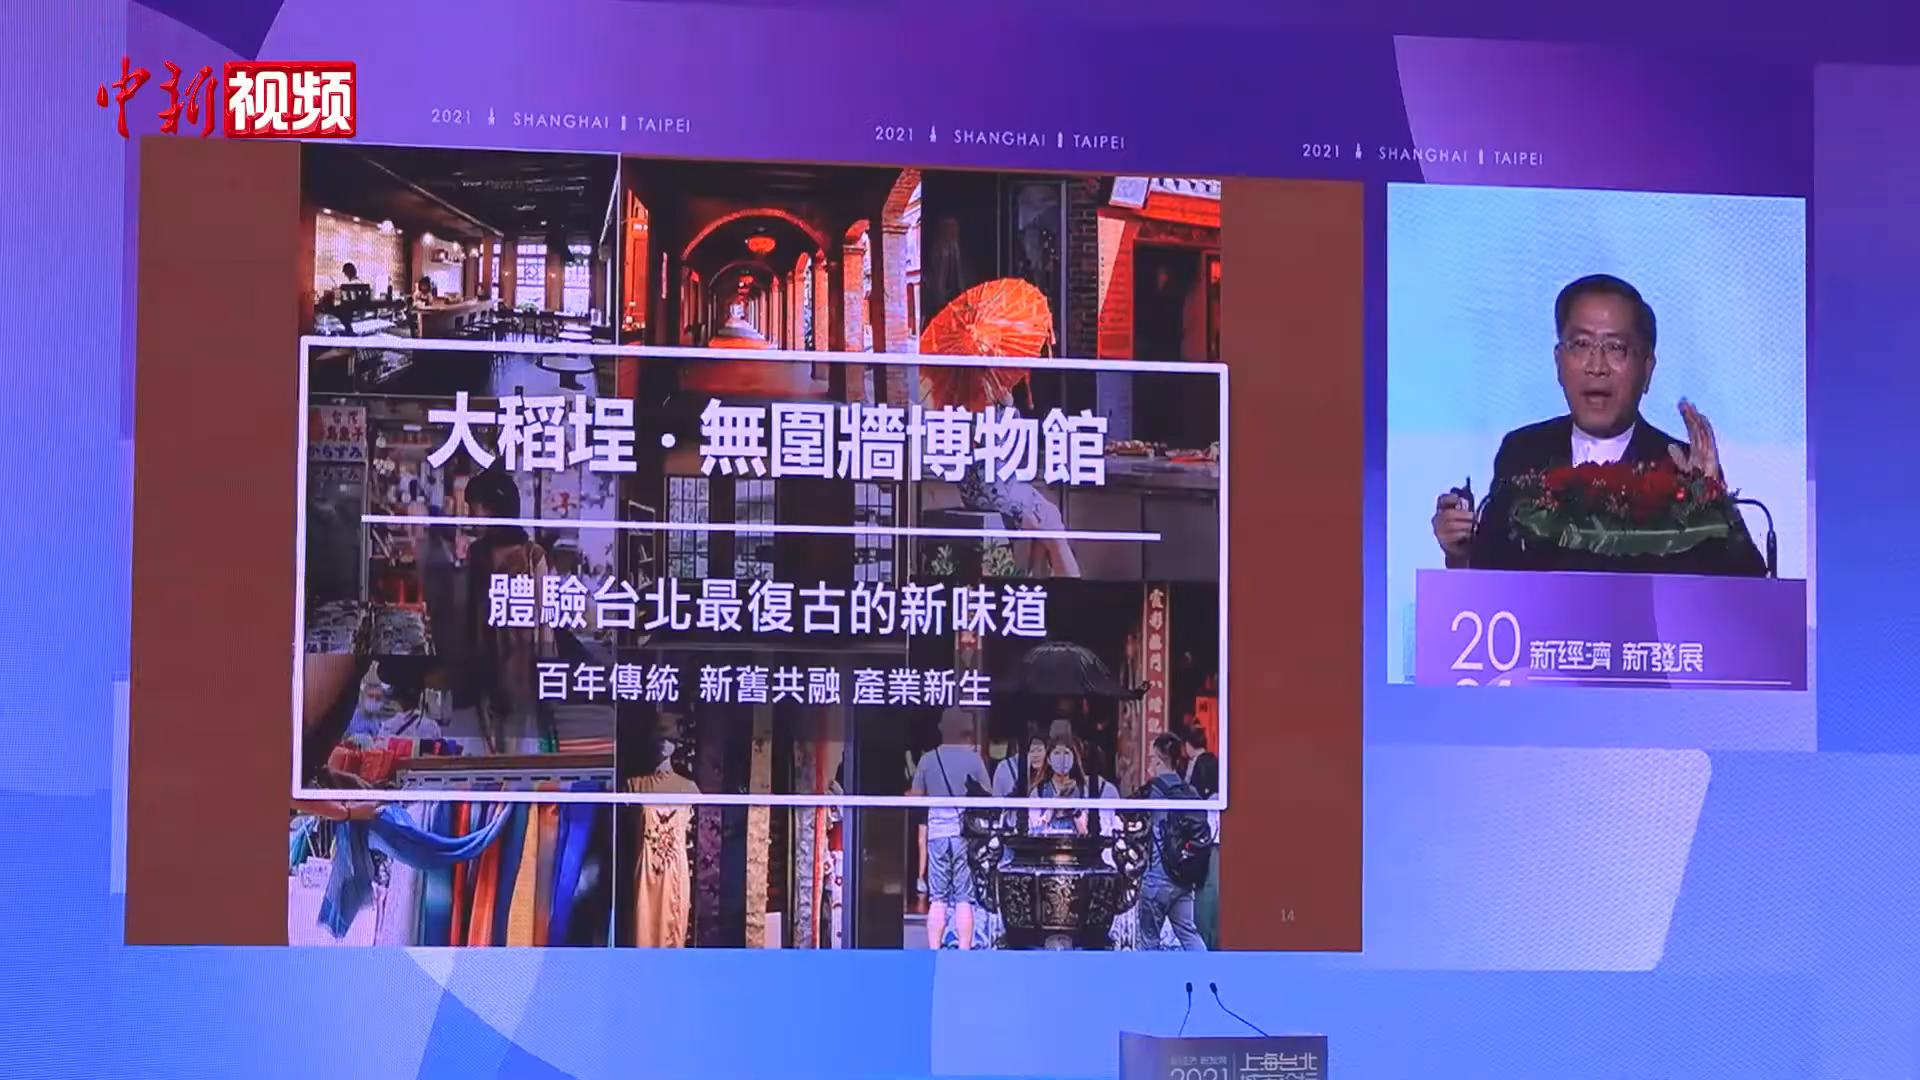 中新视频
2021 SHANGHAI TAIPEI
2021 SHANGHAI TAIPEI
2021 SHANGHAI TAIPEI
大稻埕·無圍牆博物館
體驗台北最復古的新味道
百年傳統 新舊共融 產業新生
14
20
新經濟 新發展
上海台北
2021